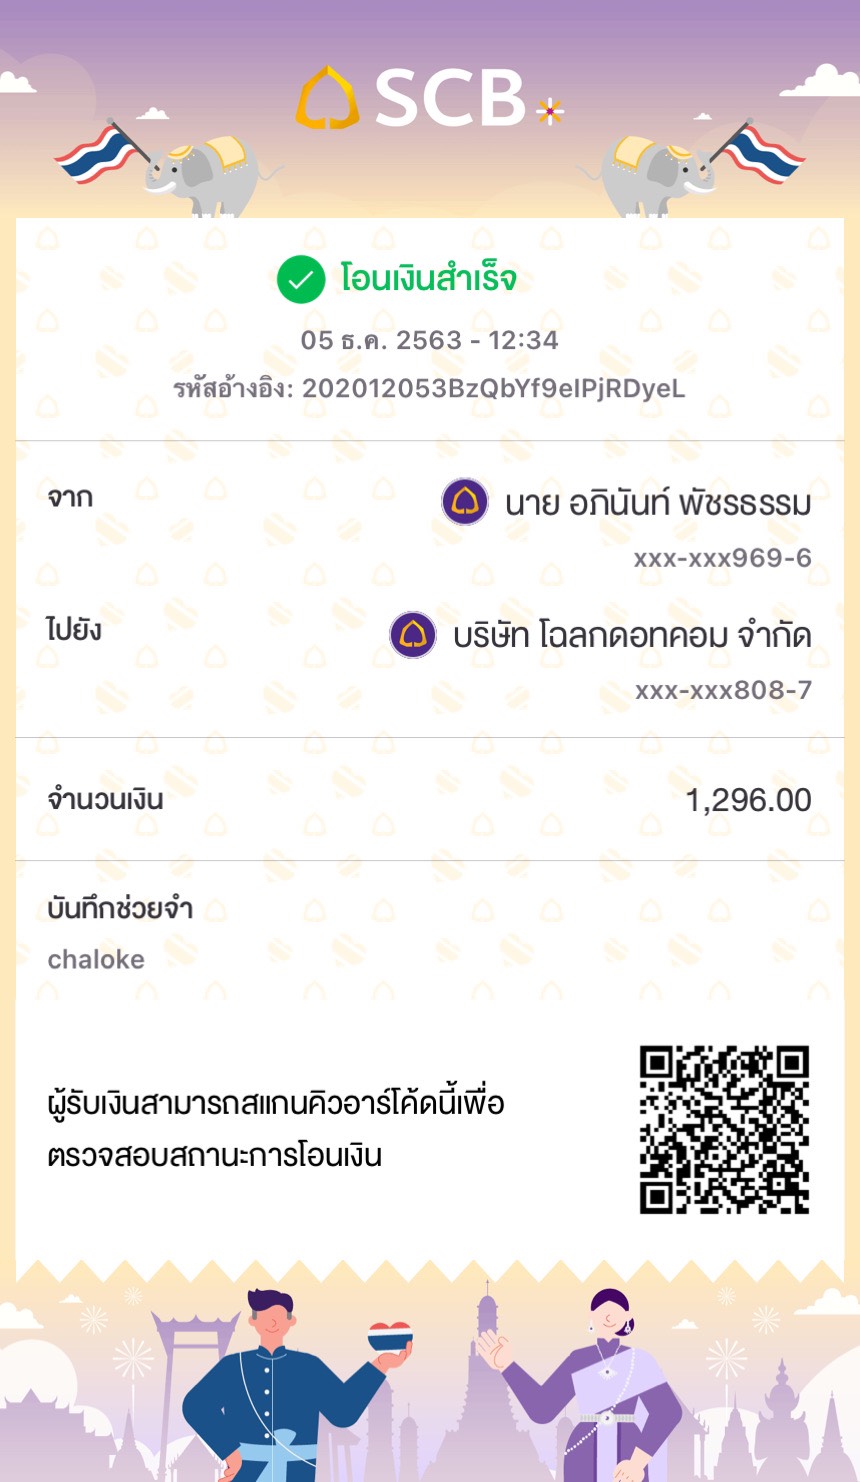 SCB
โอนเงินสำเร็จ
05 ธ.ค. 2563 - 12:34
รหัสอ้างอิง: 202012053BzQbYf9eIPjRDyeL
จาก
นาย อภินันท์ พัชรธรรม
xxx-xxx969-6
ไปยัง
บริษัท โฉลกดอทคอม จำกัด
xxx-xxx808-7
จำนวนเงิน
1,296.00
บันทึกช่วยจำ
chaloke
ผู้รับเงินสามารถสแกนคิวอาร์โค้ดนี้เพื่อ
ตรวจสอบสถานะการโอนเงิน